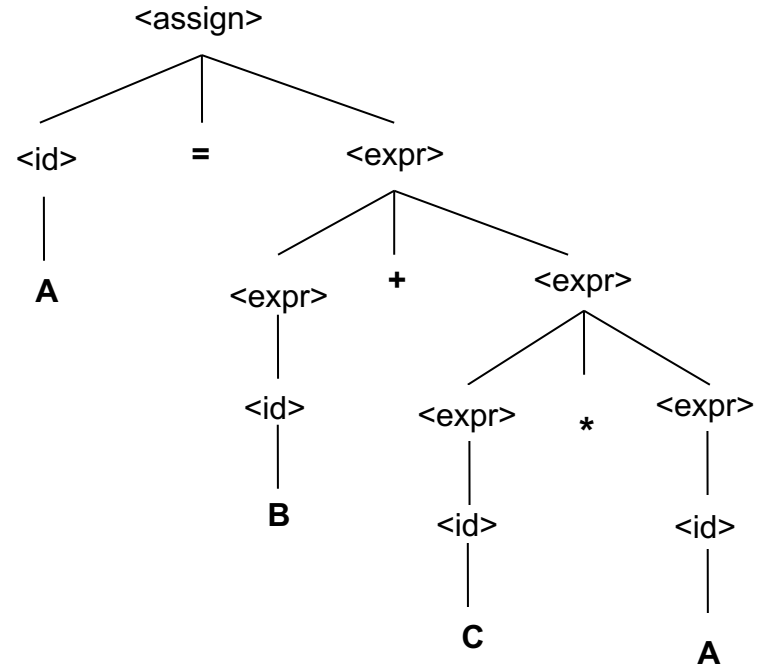 <assign>
<id> = <expr>
A
<expr> + <expr>
<id> <expr> * <expr>
B <id> <id>
C A